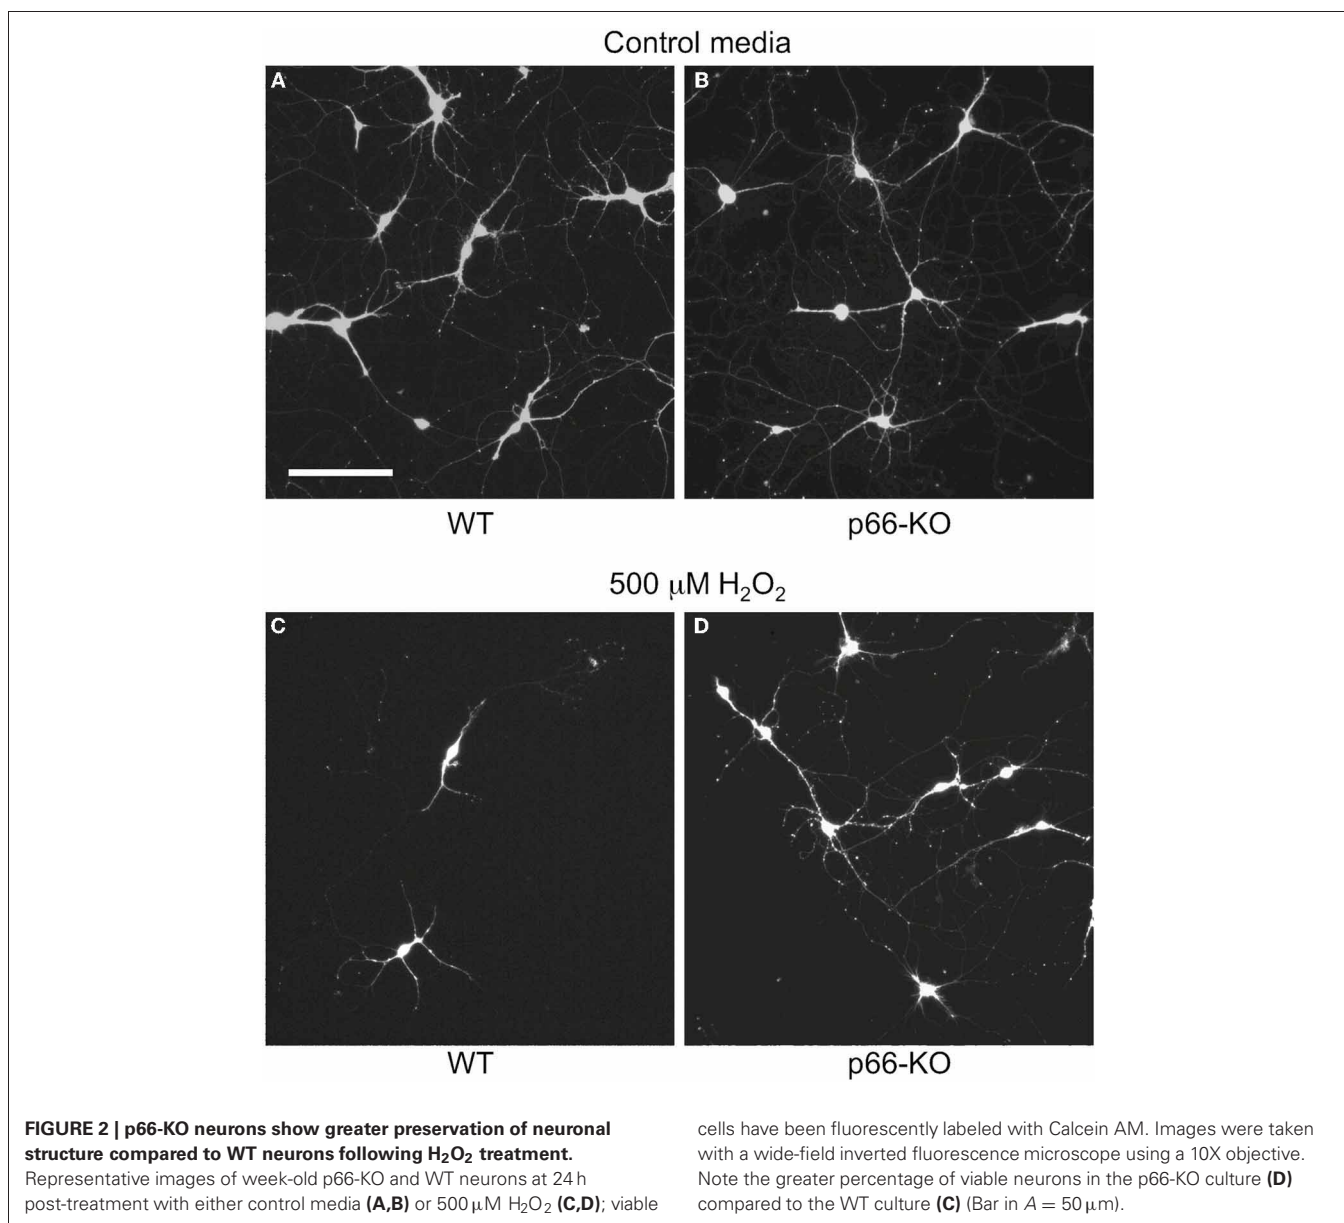 Control media
A
B
WT
p66-KO
500 μM H₂O₂
C
D
WT
p66-KO
FIGURE 2 | p66-KO neurons show greater preservation of neuronal
structure compared to WT neurons following H₂O₂ treatment.
Representative images of week-old p66-KO and WT neurons at 24 h
post-treatment with either control media (A,B) or 500 μM H₂O₂ (C,D); viable
cells have been fluorescently labeled with Calcein AM. Images were taken
with a wide-field inverted fluorescence microscope using a 10X objective.
Note the greater percentage of viable neurons in the p66-KO culture (D)
compared to the WT culture (C) (Bar in A = 50 μm).